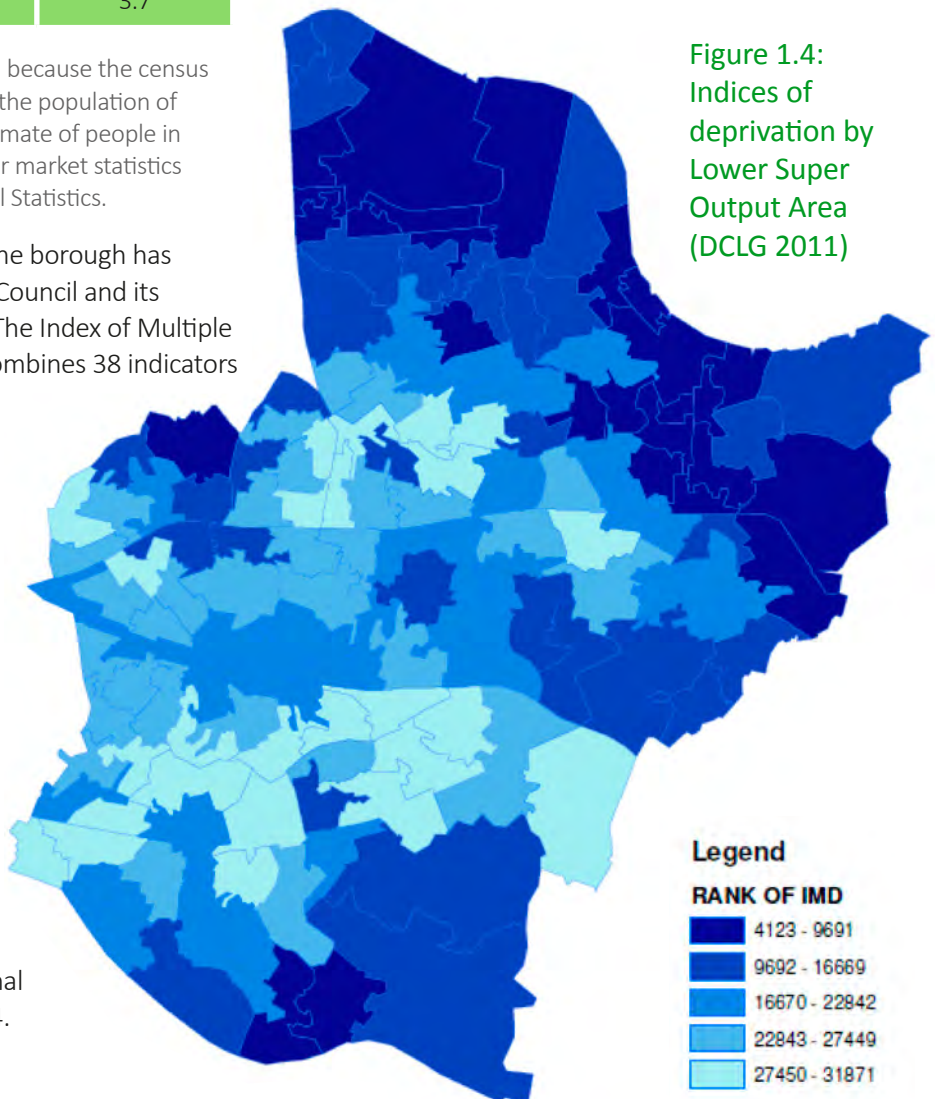 3.7
because the census
the population of
mate of people in
r market statistics
l Statistics.
ne borough has
Council and its
The Index of Multiple
ombines 38 indicators
nal
Figure 1.4:
Indices of
deprivation by
Lower Super
Output Area
(DCLG 2011)
Legend
RANK OF IMD
4123 - 9691
9692 - 16669
16670 - 22842
22843 - 27449
27450 - 31871